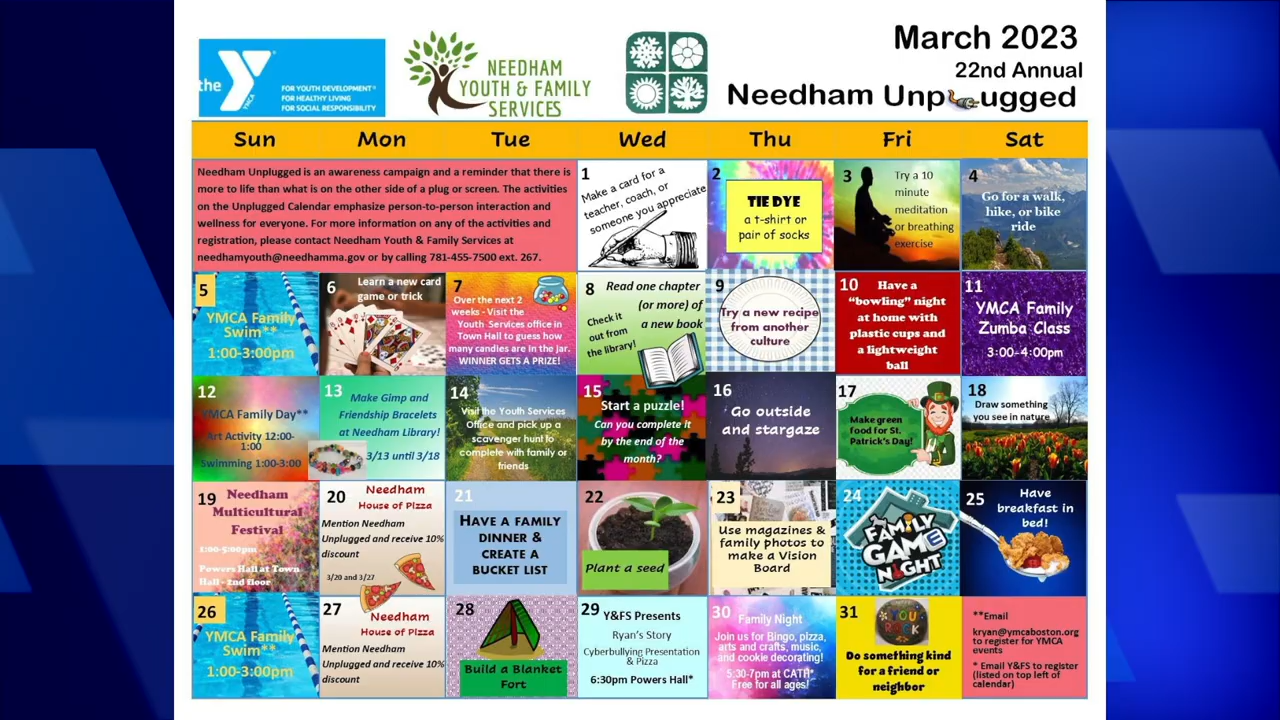 the
YMCA
FOR YOUTH DEVELOPMENT®
FOR HEALTHY LIVING
FOR SOCIAL RESPONSIBILITY
NEEDHAM
YOUTH & FAMILY
SERVICES
March 2023
22nd Annual
Needham Unplugged
Sun Mon Tue Wed Thu Fri Sat
Needham Unplugged is an awareness campaign and a reminder that there is
more to life than what is on the other side of a plug or screen. The activities
on the Unplugged Calendar emphasize person-to-person interaction and
wellness for everyone. For more information on any of the activities and
registration, please contact Needham Youth & Family Services at
needhamyouth@needhamma.gov or by calling 781-455-7500 ext. 267.
1
Make a card for a
teacher, coach, or
someone you appreciate
2
TIE DYE
a t-shirt or
pair of socks
3
Try a 10
minute
meditation
or breathing
exercise
4
Go for a walk,
hike, or bike
ride
5
YMCA Family
Swim**
1:00-3:00pm
6
Learn a new card
game or trick
7
Over the next 2
weeks - Visit the
Youth Services office in
Town Hall to guess how
many candies are in the jar.
WINNER GETS A PRIZE!
8
Read one chapter
(or more) of
a new book
Check it
out from
the library!
9
Try a new recipe
from another
culture
10
Have a
"bowling" night
at home with
plastic cups and
a lightweight
ball
11
YMCA Family
Zumba Class
3:00-4:00pm
12
YMCA Family Day**
Art Activity 12:00-
1:00
Swimming 1:00-3:00
13
Make Gimp and
Friendship Bracelets
at Needham Library!
3/13 until 3/18
14
Visit the Youth Services
Office and pick up a
scavenger hunt to
complete with family or
friends
15
Start a puzzle!
Can you complete it
by the end of the
month?
16
Go outside
and stargaze
17
Make green
food for St.
Patrick's Day!
18
Draw something
you see in nature
19
Needham
Multicultural
Festival
1:00-5:00pm
Powers Hall at Town
Hall - 2nd floor
20
Needham
House of Pizza
Mention Needham
Unplugged and receive 10%
discount
3/20 and 3/27
21
HAVE A FAMILY
DINNER &
CREATE A
BUCKET LIST
22
Plant a seed
23
Use magazines &
family photos to
make a Vision
Board
24
FAMILY
GAME
NIGHT
25
Have
breakfast in
bed!
26
YMCA Family
Swim**
1:00-3:00pm
27
Needham
House of Pizza
Mention Needham
Unplugged and receive 10%
discount
28
Build a Blanket
Fort
29
Y&FS Presents
Ryan's Story
Cyberbullying Presentation
& Pizza
6:30pm Powers Hall*
30
Family Night
Join us for Bingo, pizza,
arts and crafts, music,
and cookie decorating!
5:30-7pm at CATH*
Free for all ages!
31
YOU
ROCK
Do something kind
for a friend or
neighbor
**Email
kryan@ymcaboston.org
to register for YMCA
events
* Email Y&FS to register
(listed on top left of
calendar)